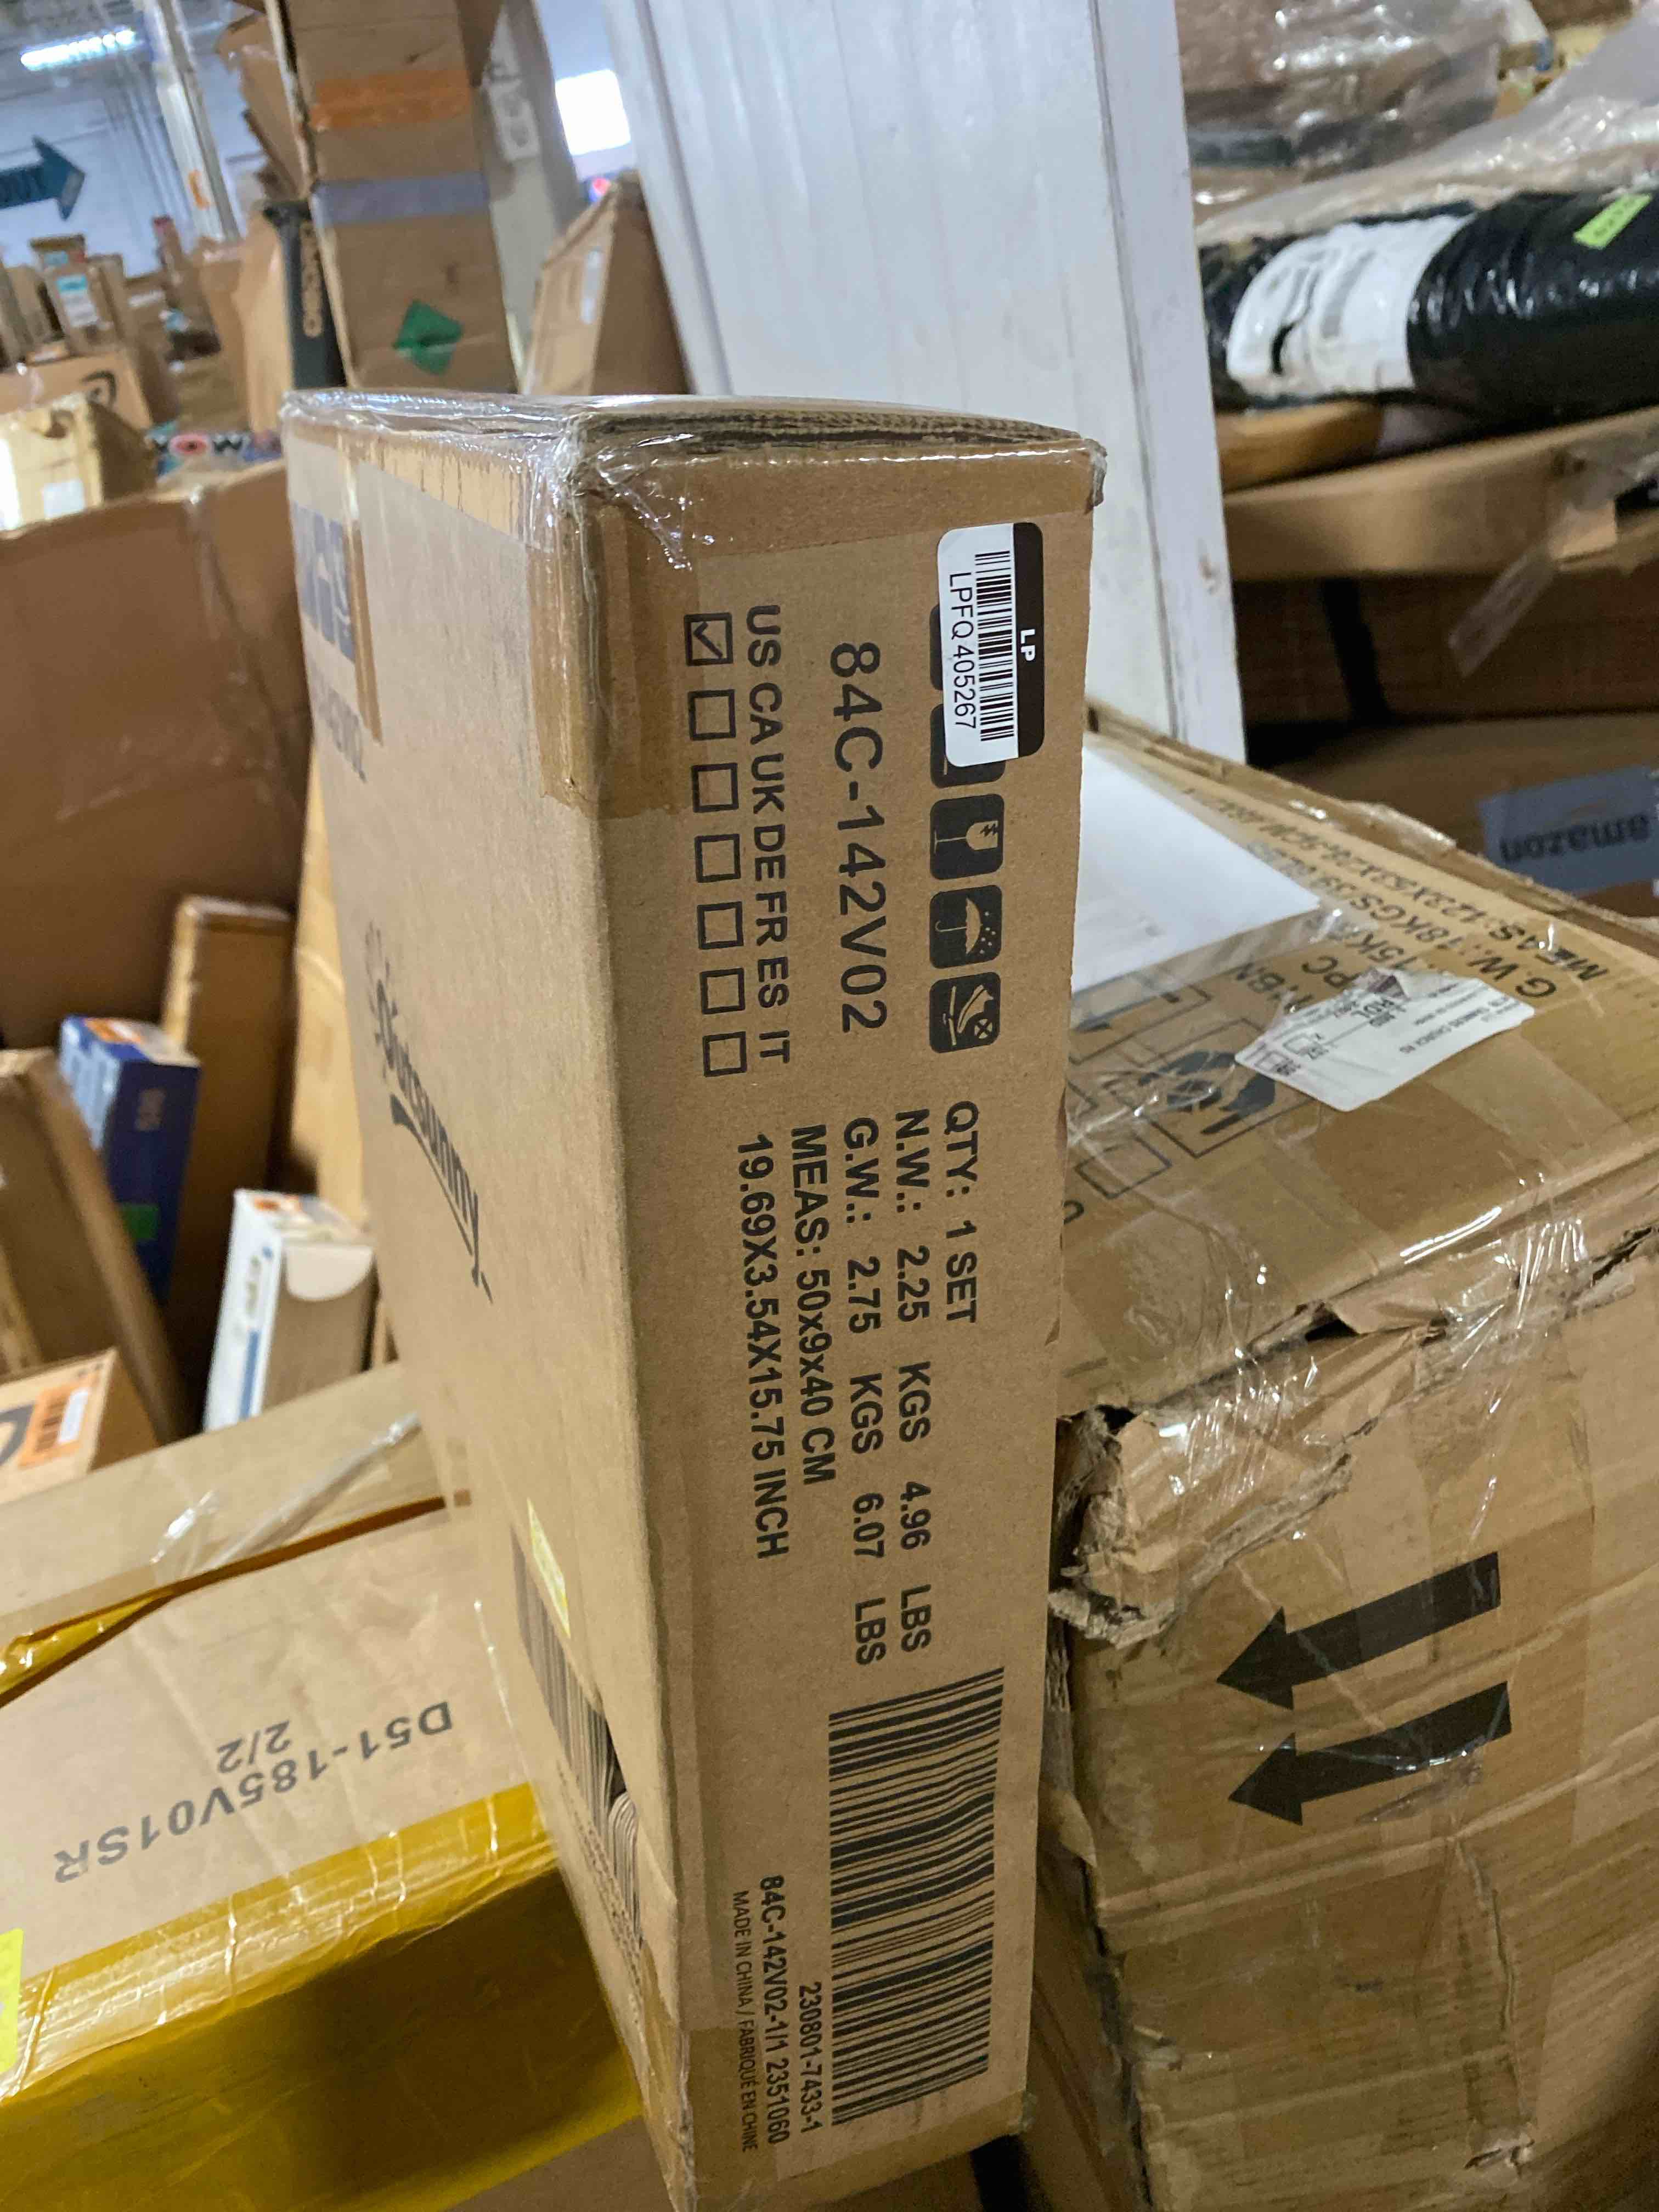 LP
LPFQ405267
84C-142V02
US CA UK DE FR ES IT
QTY: 1 SET
N.W.: 2.25 KGS 4.96 LBS
G.W.: 2.75 KGS 6.07 LBS
MEAS: 50x9x40 CM
19.69X3.54X15.75 INCH
230801-7433-1
84C-142V02-1/1 2351060
MADE IN CHINA / FABRIQUÉ EN CHINE
Outsunny
D51-185V01SR
2/2
amazon
OUT